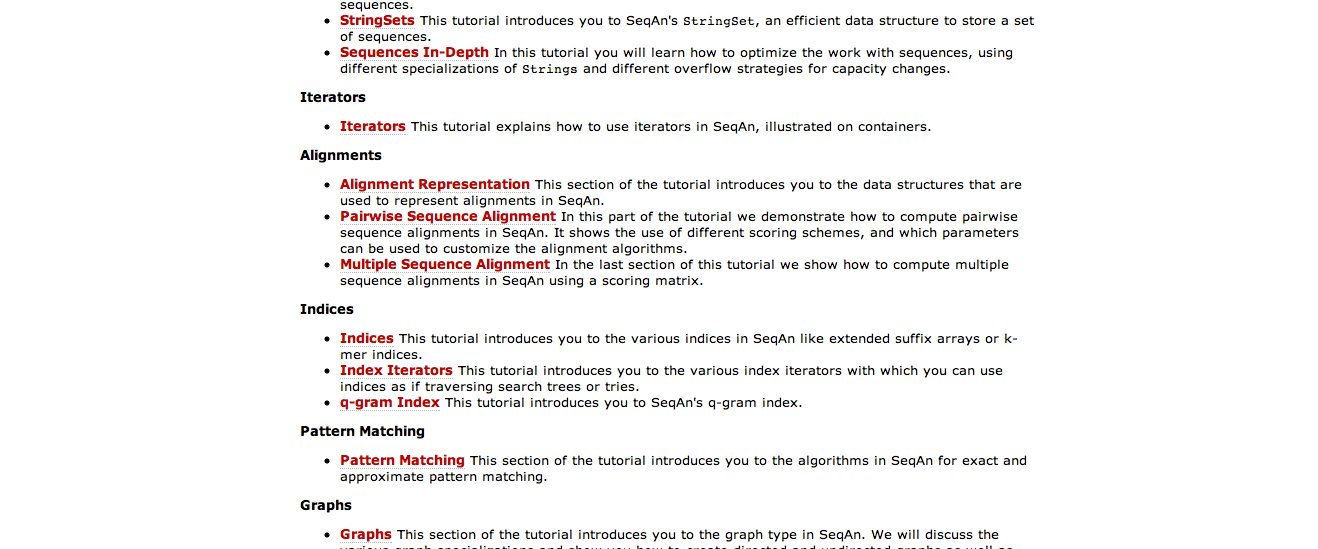 sequences.
StringSets This tutorial introduces you to SeqAn's StringSet, an efficient data structure to store a set
of sequences.
Sequences In-Depth In this tutorial you will learn how to optimize the work with sequences, using
different specializations of Strings and different overflow strategies for capacity changes.
Iterators
Iterators This tutorial explains how to use iterators in SeqAn, illustrated on containers.
Alignments
Alignment Representation This section of the tutorial introduces you to the data structures that are
used to represent alignments in SeqAn.
Pairwise Sequence Alignment In this part of the tutorial we demonstrate how to compute pairwise
sequence alignments in SeqAn. It shows the use of different scoring schemes, and which parameters
can be used to customize the alignment algorithms.
Multiple Sequence Alignment In the last section of this tutorial we show how to compute multiple
sequence alignments in SeqAn using a scoring matrix.
Indices
Indices This tutorial introduces you to the various indices in SeqAn like extended suffix arrays or k-
mer indices.
Index Iterators This tutorial introduces you to the various index iterators with which you can use
indices as if traversing search trees or tries.
q-gram Index This tutorial introduces you to SeqAn's q-gram index.
Pattern Matching
Pattern Matching This section of the tutorial introduces you to the algorithms in SeqAn for exact and
approximate pattern matching.
Graphs
Graphs This section of the tutorial introduces you to the graph type in SeqAn. We will discuss the